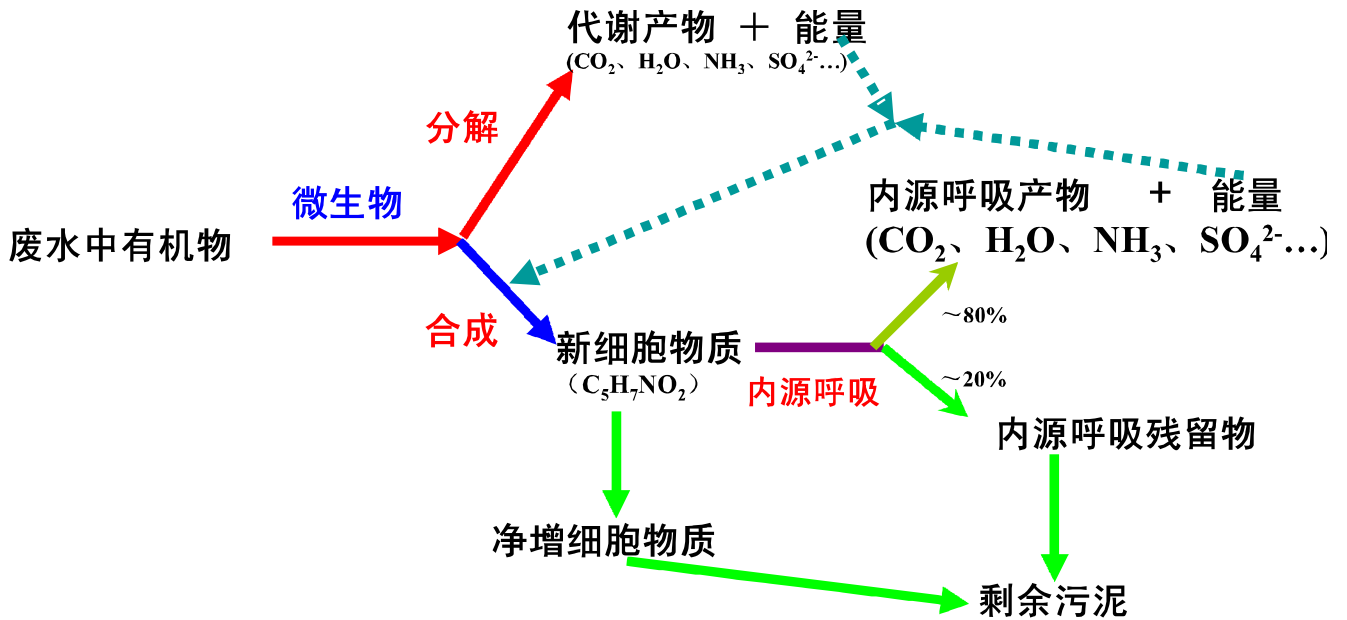 代谢产物 ＋ 能量
(CO₂、H₂O、NH₃、SO₄²⁻…)
分解
微生物
内源呼吸产物 + 能量
废水中有机物
(CO₂、H₂O、NH₃、SO₄²⁻…)
合成
～80%
新细胞物质
～20%
（C₅H₇NO₂）
内源呼吸
内源呼吸残留物
净增细胞物质
剩余污泥